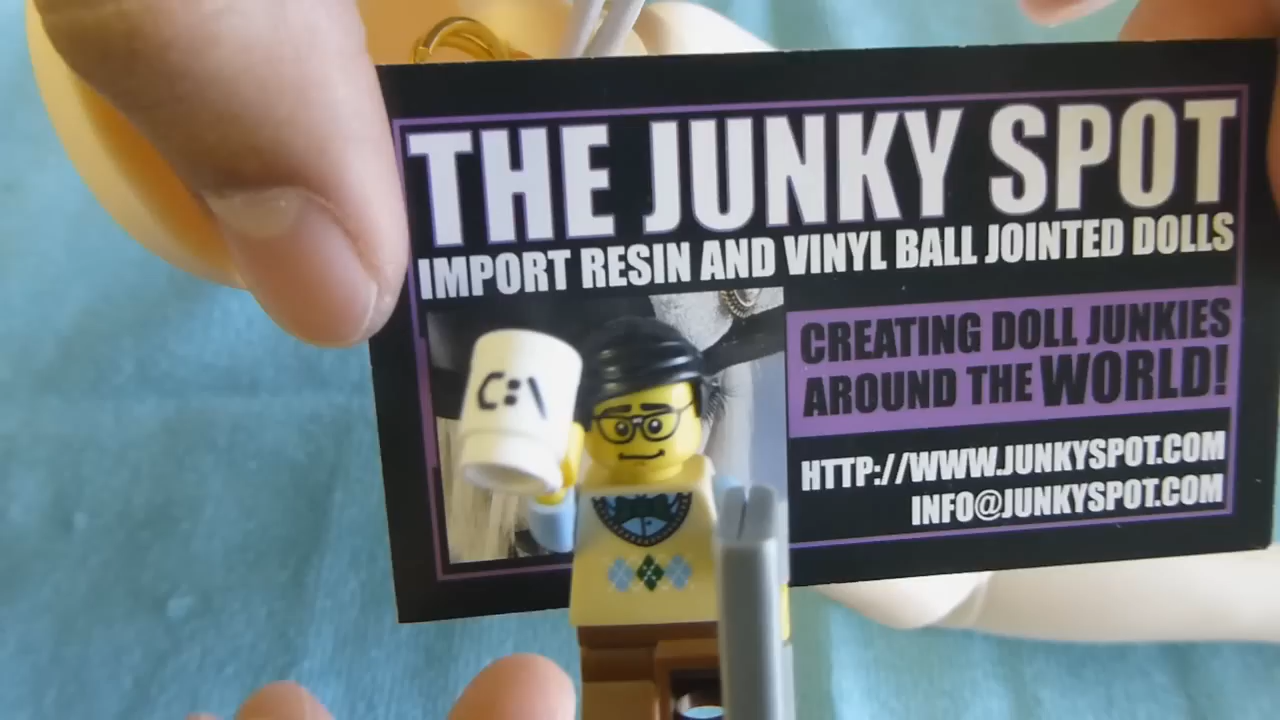 THE JUNKY SPOT
IMPORT RESIN AND VINYL BALL JOINTED DOLLS
CREATING DOLL JUNKIES
AROUND THE WORLD!
HTTP://WWW.JUNKYSPOT.COM
INFO@JUNKYSPOT.COM
C:\